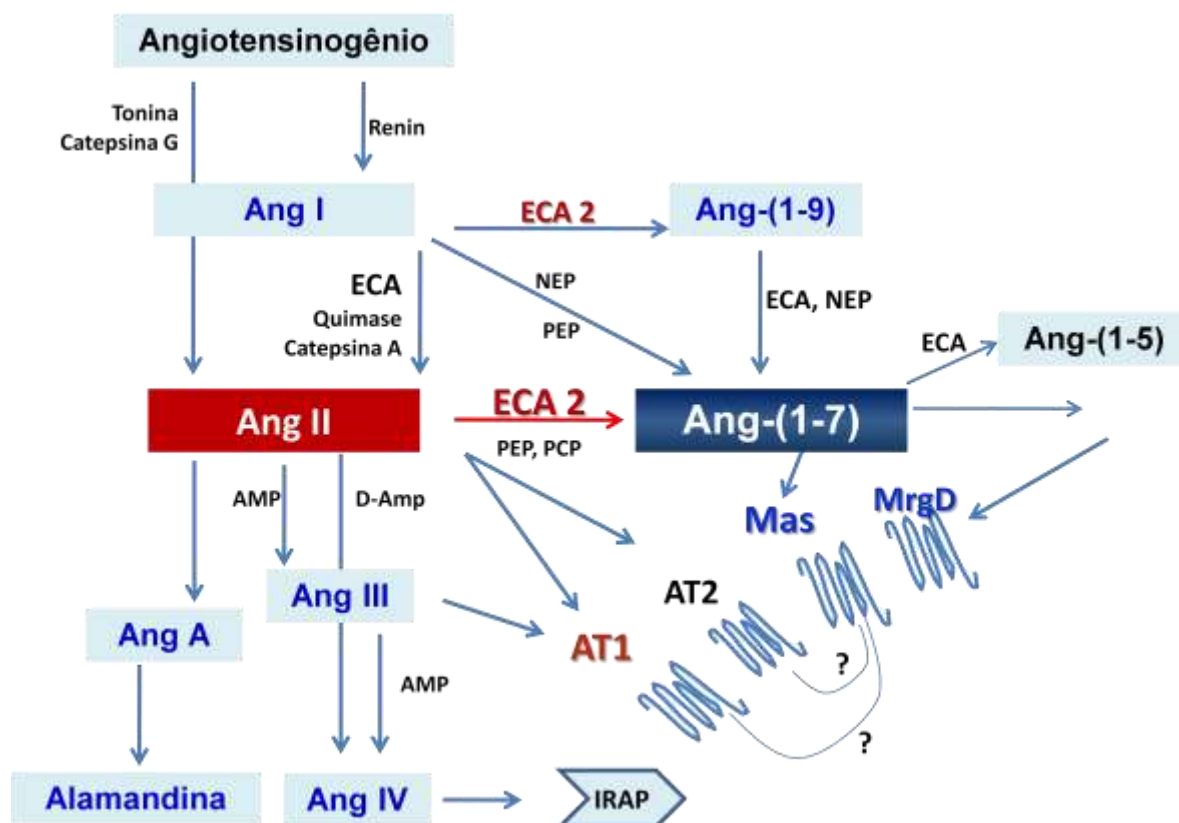 Angiotensinogênio
Tonina
Catepsina G
Renin
Ang I
ECA 2
Ang-(1-9)
ECA
Quimase
Catepsina A
NEP
PEP
ECA, NEP
ECA
Ang-(1-5)
Ang II
ECA 2
PEP, PCP
Ang-(1-7)
AMP
D-Amp
Mas
MrgD
Ang III
AT2
Ang A
AT1
?
AMP
?
Alamandina
Ang IV
IRAP